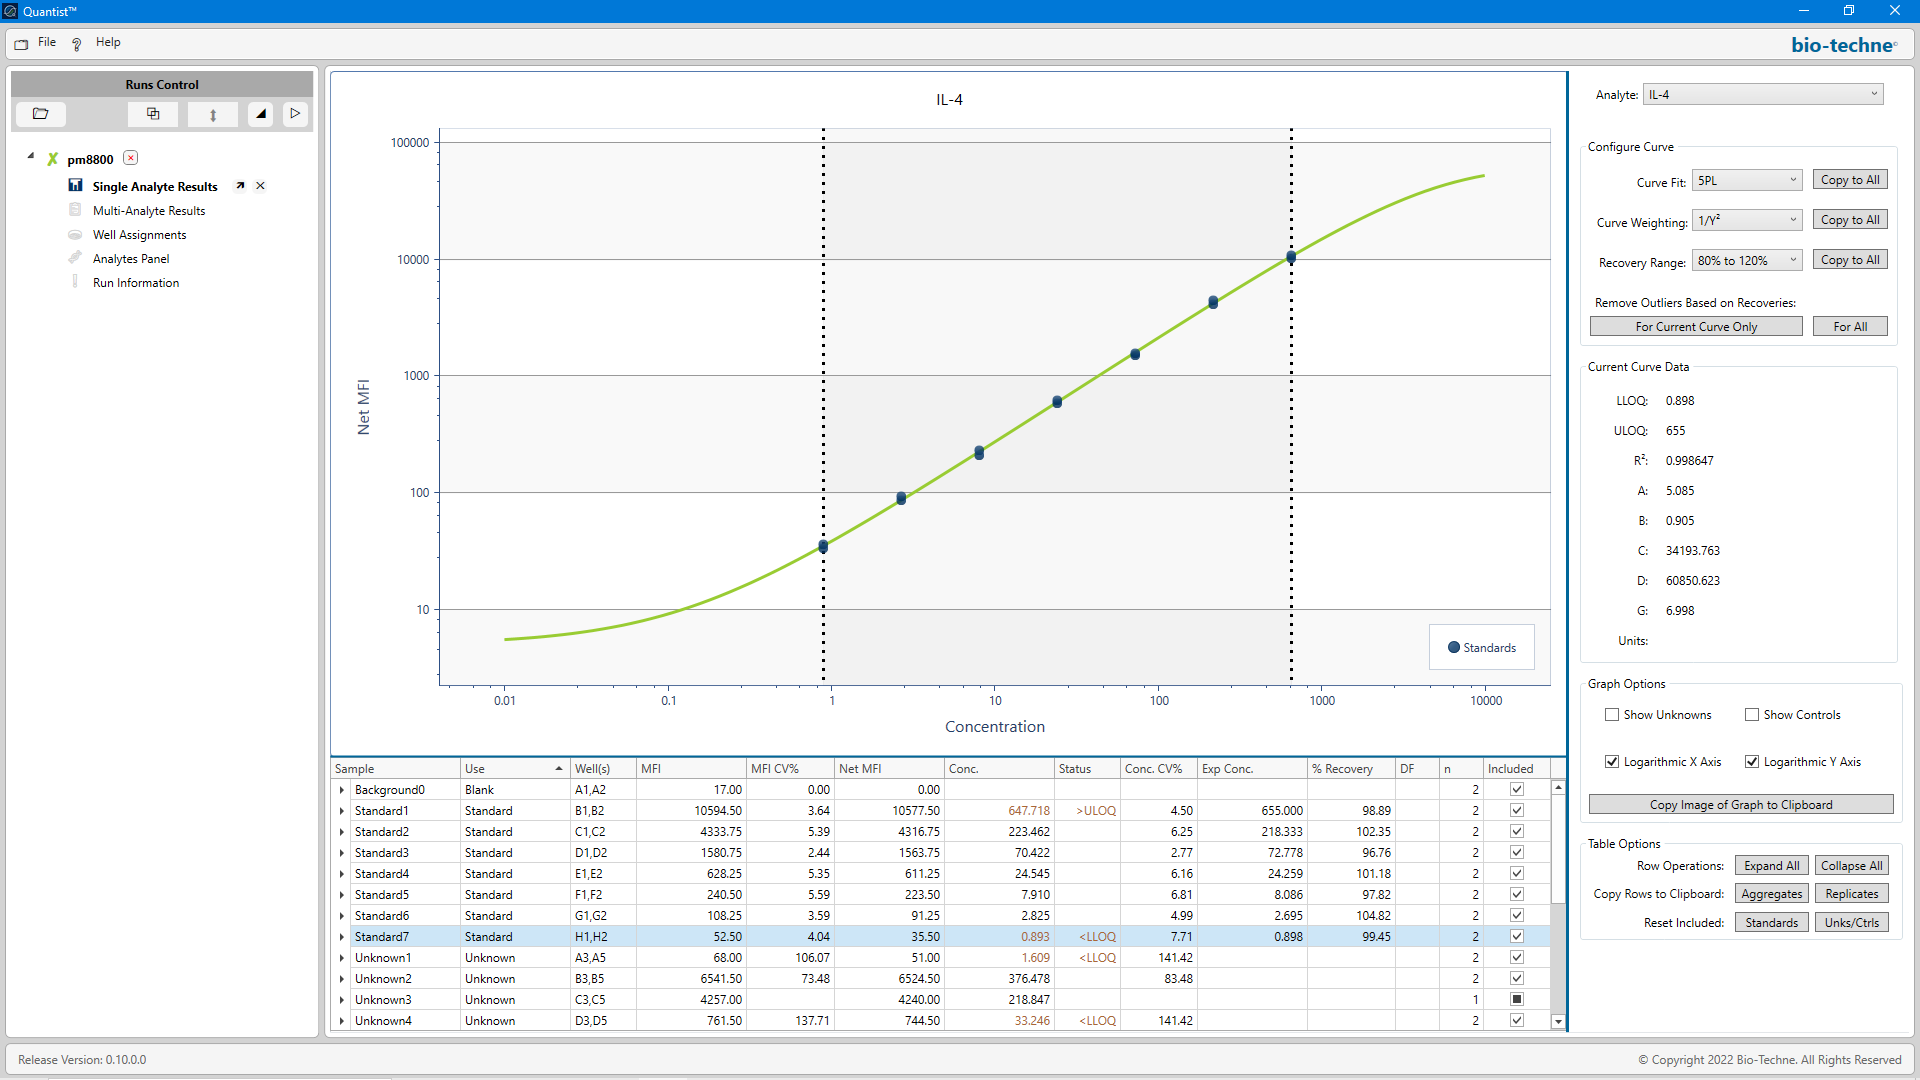 Quantist™
File Help
bio-techne
Runs Control
pm8800
Single Analyte Results
Multi-Analyte Results
Well Assignments
Analytes Panel
Run Information
IL-4
100000
10000
1000
100
10
Net MFI
0.01 0.1 1 10 100 1000 10000
Concentration
Standards
Sample Use Well(s) MFI MFI CV% Net MFI Conc. Status Conc. CV% Exp Conc. % Recovery DF n Included
Background0 Blank A1,A2 17.00 0.00 0.00 2
Standard1 Standard B1,B2 10594.50 3.64 10577.50 647.718 >ULOQ 4.50 655.000 98.89 2
Standard2 Standard C1,C2 4333.75 5.39 4316.75 223.462 6.25 218.333 102.35 2
Standard3 Standard D1,D2 1580.75 2.44 1563.75 70.422 2.77 72.778 96.76 2
Standard4 Standard E1,E2 628.25 5.35 611.25 24.545 6.16 24.259 101.18 2
Standard5 Standard F1,F2 240.50 5.59 223.50 7.910 6.81 8.086 97.82 2
Standard6 Standard G1,G2 108.25 3.59 91.25 2.825 4.99 2.695 104.82 2
Standard7 Standard H1,H2 52.50 4.04 35.50 0.893 <LLOQ 7.71 0.898 99.45 2
Unknown1 Unknown A3,A5 68.00 106.07 51.00 1.609 <LLOQ 141.42 2
Unknown2 Unknown B3,B5 6541.50 73.48 6524.50 376.478 83.48 2
Unknown3 Unknown C3,C5 4257.00 4240.00 218.847 1
Unknown4 Unknown D3,D5 761.50 137.71 744.50 33.246 <LLOQ 141.42 2
Analyte: IL-4
Configure Curve
Curve Fit: 5PL Copy to All
Curve Weighting: 1/Y² Copy to All
Recovery Range: 80% to 120% Copy to All
Remove Outliers Based on Recoveries:
For Current Curve Only For All
Current Curve Data
LLOQ: 0.898
ULOQ: 655
R²: 0.998647
A: 5.085
B: 0.905
C: 34193.763
D: 60850.623
G: 6.998
Units:
Graph Options
Show Unknowns Show Controls
Logarithmic X Axis Logarithmic Y Axis
Copy Image of Graph to Clipboard
Table Options
Row Operations: Expand All Collapse All
Copy Rows to Clipboard: Aggregates Replicates
Reset Included: Standards Unks/Ctrls
Release Version: 0.10.0.0
© Copyright 2022 Bio-Techne. All Rights Reserved